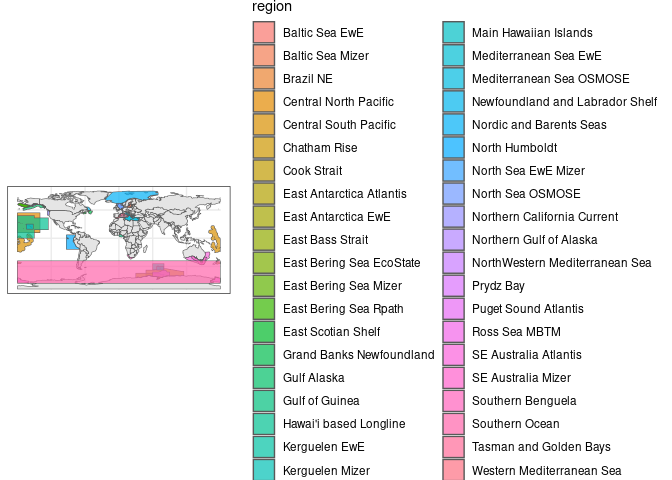 region
Baltic Sea EwE
Baltic Sea Mizer
Brazil NE
Central North Pacific
Central South Pacific
Chatham Rise
Cook Strait
East Antarctica Atlantis
East Antarctica EwE
East Bass Strait
East Bering Sea EcoState
East Bering Sea Mizer
East Bering Sea Rpath
East Scotian Shelf
Grand Banks Newfoundland
Gulf Alaska
Gulf of Guinea
Hawai'i based Longline
Kerguelen EwE
Kerguelen Mizer
Main Hawaiian Islands
Mediterranean Sea EwE
Mediterranean Sea OSMOSE
Newfoundland and Labrador Shelf
Nordic and Barents Seas
North Humboldt
North Sea EwE Mizer
North Sea OSMOSE
Northern California Current
Northern Gulf of Alaska
NorthWestern Mediterranean Sea
Prydz Bay
Puget Sound Atlantis
Ross Sea MBTM
SE Australia Atlantis
SE Australia Mizer
Southern Benguela
Southern Ocean
Tasman and Golden Bays
Western Mediterranean Sea